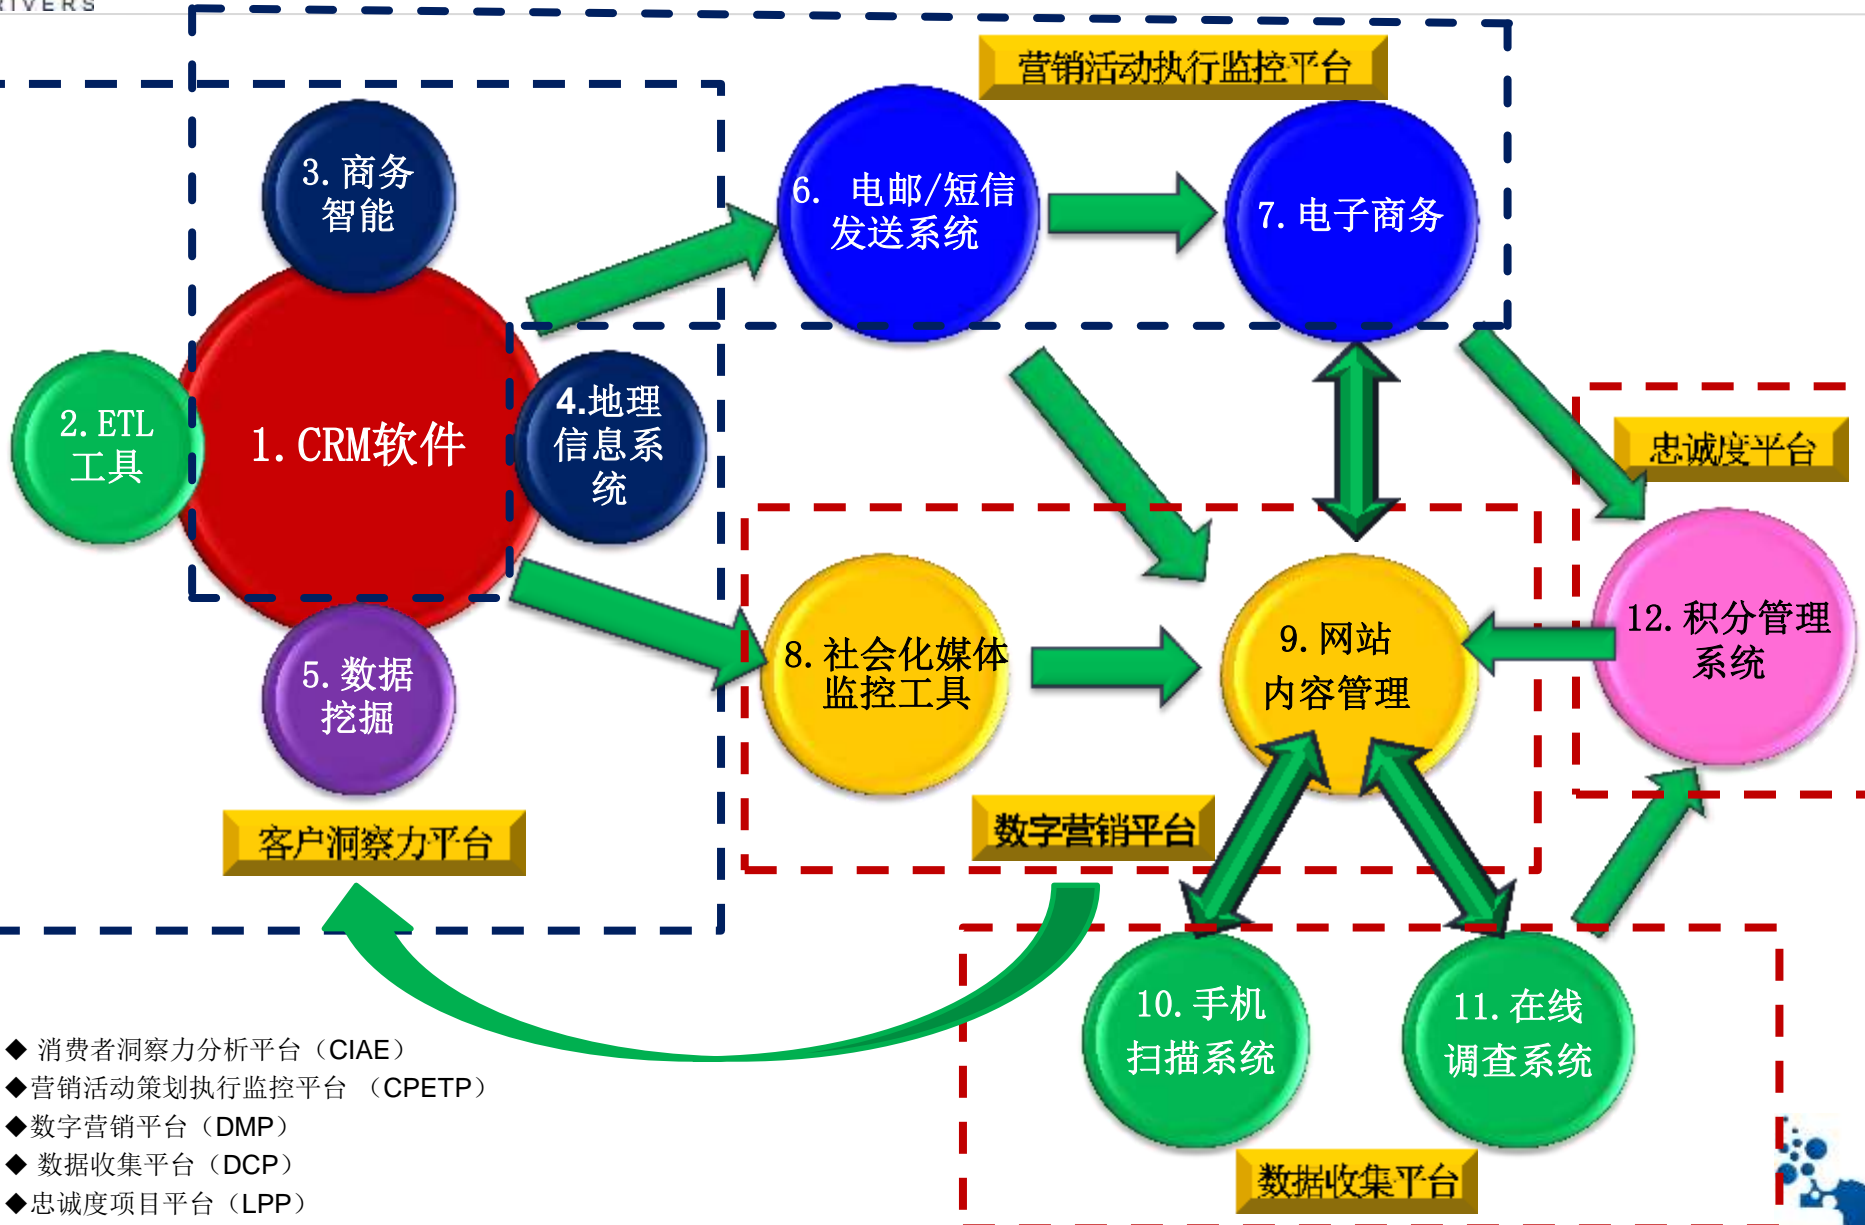 RIVERS
营销活动执行监控平台
3.商务
智能
6. 电邮/短信
发送系统
7.电子商务
2.ETL
工具
1.CRM软件
4.地理
信息系
统
忠诚度平台
5.数据
挖掘
8.社会化媒体
监控工具
9.网站
内容管理
12.积分管理
系统
客户洞察力平台
数字营销平台
10.手机
扫描系统
11.在线
调查系统
数据收集平台
◆ 消费者洞察力分析平台（CIAE）
◆营销活动策划执行监控平台 （CPETP）
◆数字营销平台（DMP）
◆ 数据收集平台（DCP）
◆忠诚度项目平台（LPP）